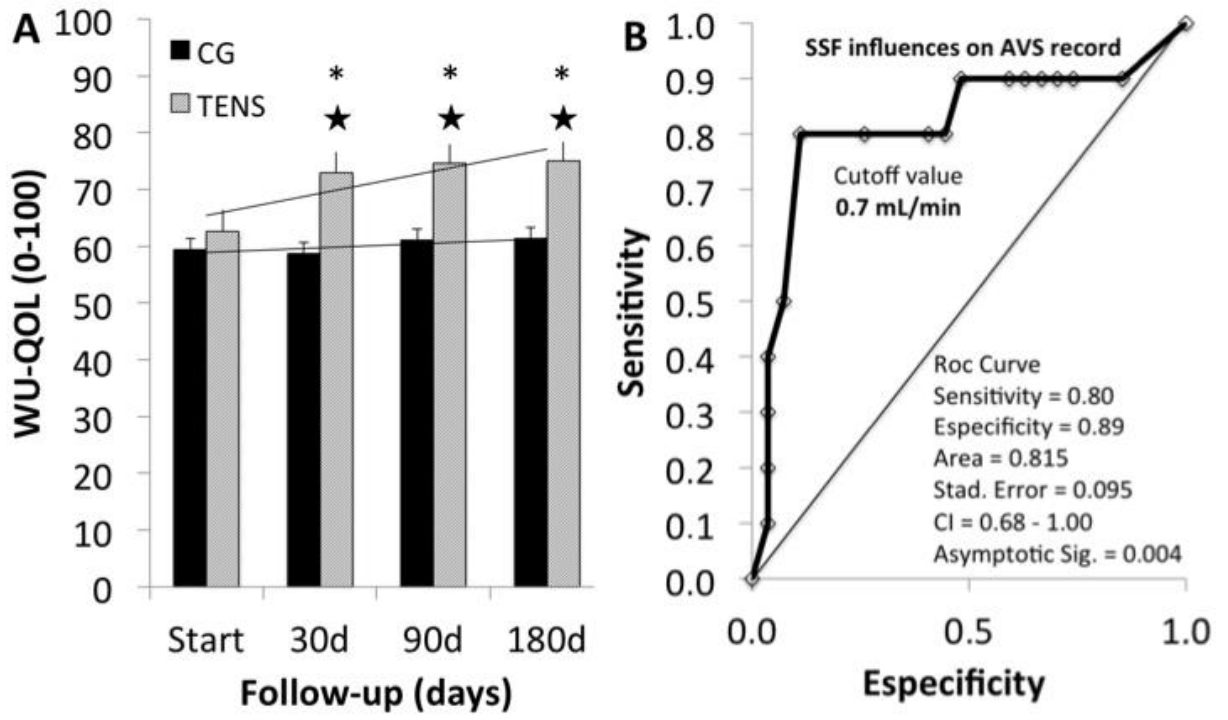 A
100
90
80
70
60
50
40
30
20
10
0
WU-QOL (0-100)
CG
TENS
* * *
★ ★ ★
Start 30d 90d 180d
Follow-up (days)
B
1.0
0.9
0.8
0.7
0.6
0.5
0.4
0.3
0.2
0.1
0.0
Sensitivity
SSF influences on AVS record
Cutoff value
0.7 mL/min
Roc Curve
Sensitivity = 0.80
Especificity = 0.89
Area = 0.815
Stad. Error = 0.095
CI = 0.68 - 1.00
Asymptotic Sig. = 0.004
0.0 0.5 1.0
Especificity